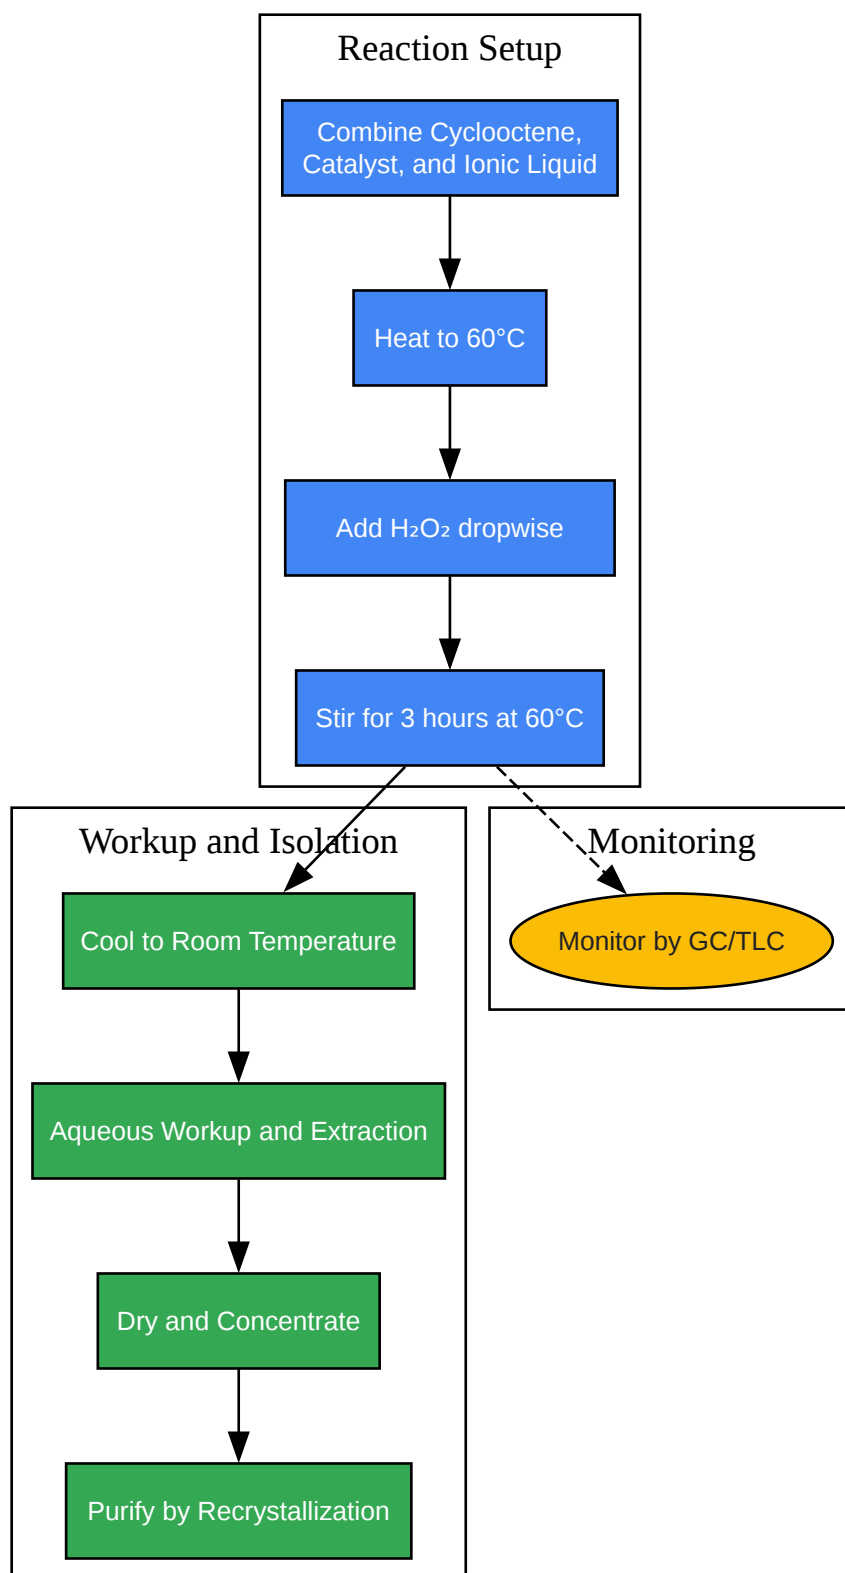 Reaction Setup
Combine Cyclooctene,
Catalyst, and Ionic Liquid
Heat to 60°C
Add H₂O₂ dropwise
Stir for 3 hours at 60°C
Workup and Isolation
Cool to Room Temperature
Aqueous Workup and Extraction
Dry and Concentrate
Purify by Recrystallization
Monitoring
Monitor by GC/TLC